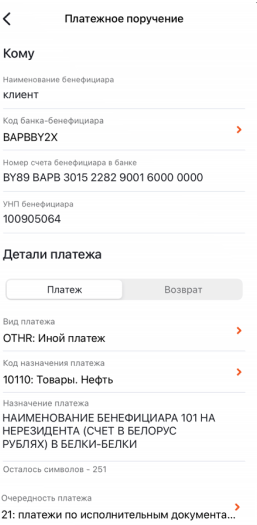 Платежное поручение
Кому
Наименование бенефициара
клиент
Код банка-бенефициара
BAPBBY2X
Номер счета бенефициара в банке
BY89 BAPB 3015 2282 9001 6000 0000
УНП бенефициара
100905064
Детали платежа
Платеж
Возврат
Вид платежа
OTHR: Иной платеж
Код назначения платежа
10110: Товары. Нефть
Назначение платежа
НАИМЕНОВАНИЕ БЕНЕФИЦИАРА 101 НА
НЕРЕЗИДЕНТА (СЧЕТ В БЕЛОРУС
РУБЛЯХ) В БЕЛКИ-БЕЛКИ
Осталось символов - 251
Очередность платежа
21: платежи по исполнительным документа...